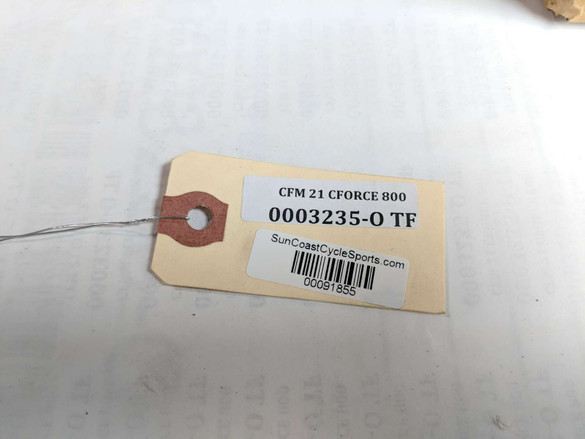 CFM 21 CFORCE 800
0003235-O TF
SunCoastCycleSports.com
00091855